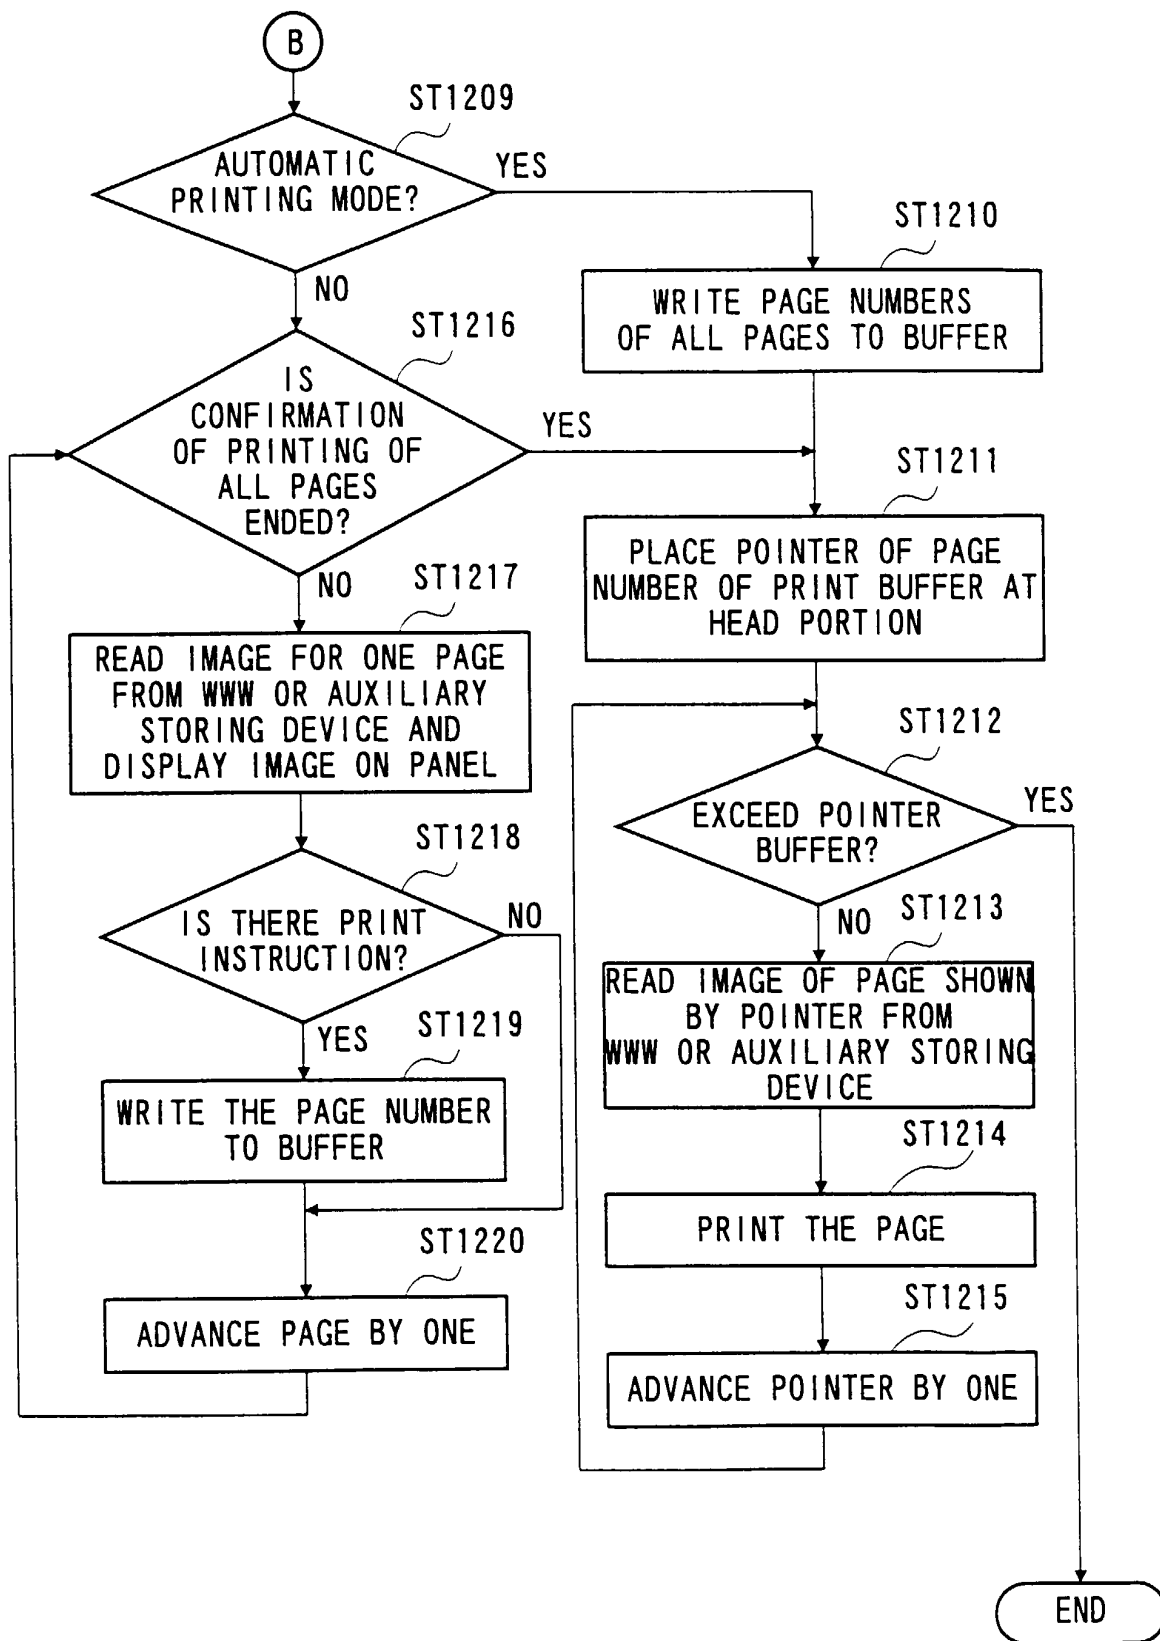 B
ST1209
AUTOMATIC
PRINTING MODE?
YES
NO
ST1210
WRITE PAGE NUMBERS
OF ALL PAGES TO BUFFER
ST1216
IS
CONFIRMATION
OF PRINTING OF
ALL PAGES
ENDED?
YES
NO
ST1211
PLACE POINTER OF PAGE
NUMBER OF PRINT BUFFER AT
HEAD PORTION
ST1217
READ IMAGE FOR ONE PAGE
FROM WWW OR AUXILIARY
STORING DEVICE AND
DISPLAY IMAGE ON PANEL
ST1212
EXCEED POINTER
BUFFER?
YES
NO
ST1218
IS THERE PRINT
INSTRUCTION?
NO
YES
ST1213
READ IMAGE OF PAGE SHOWN
BY POINTER FROM
WWW OR AUXILIARY STORING
DEVICE
ST1219
WRITE THE PAGE NUMBER
TO BUFFER
ST1214
PRINT THE PAGE
ST1220
ADVANCE PAGE BY ONE
ST1215
ADVANCE POINTER BY ONE
END